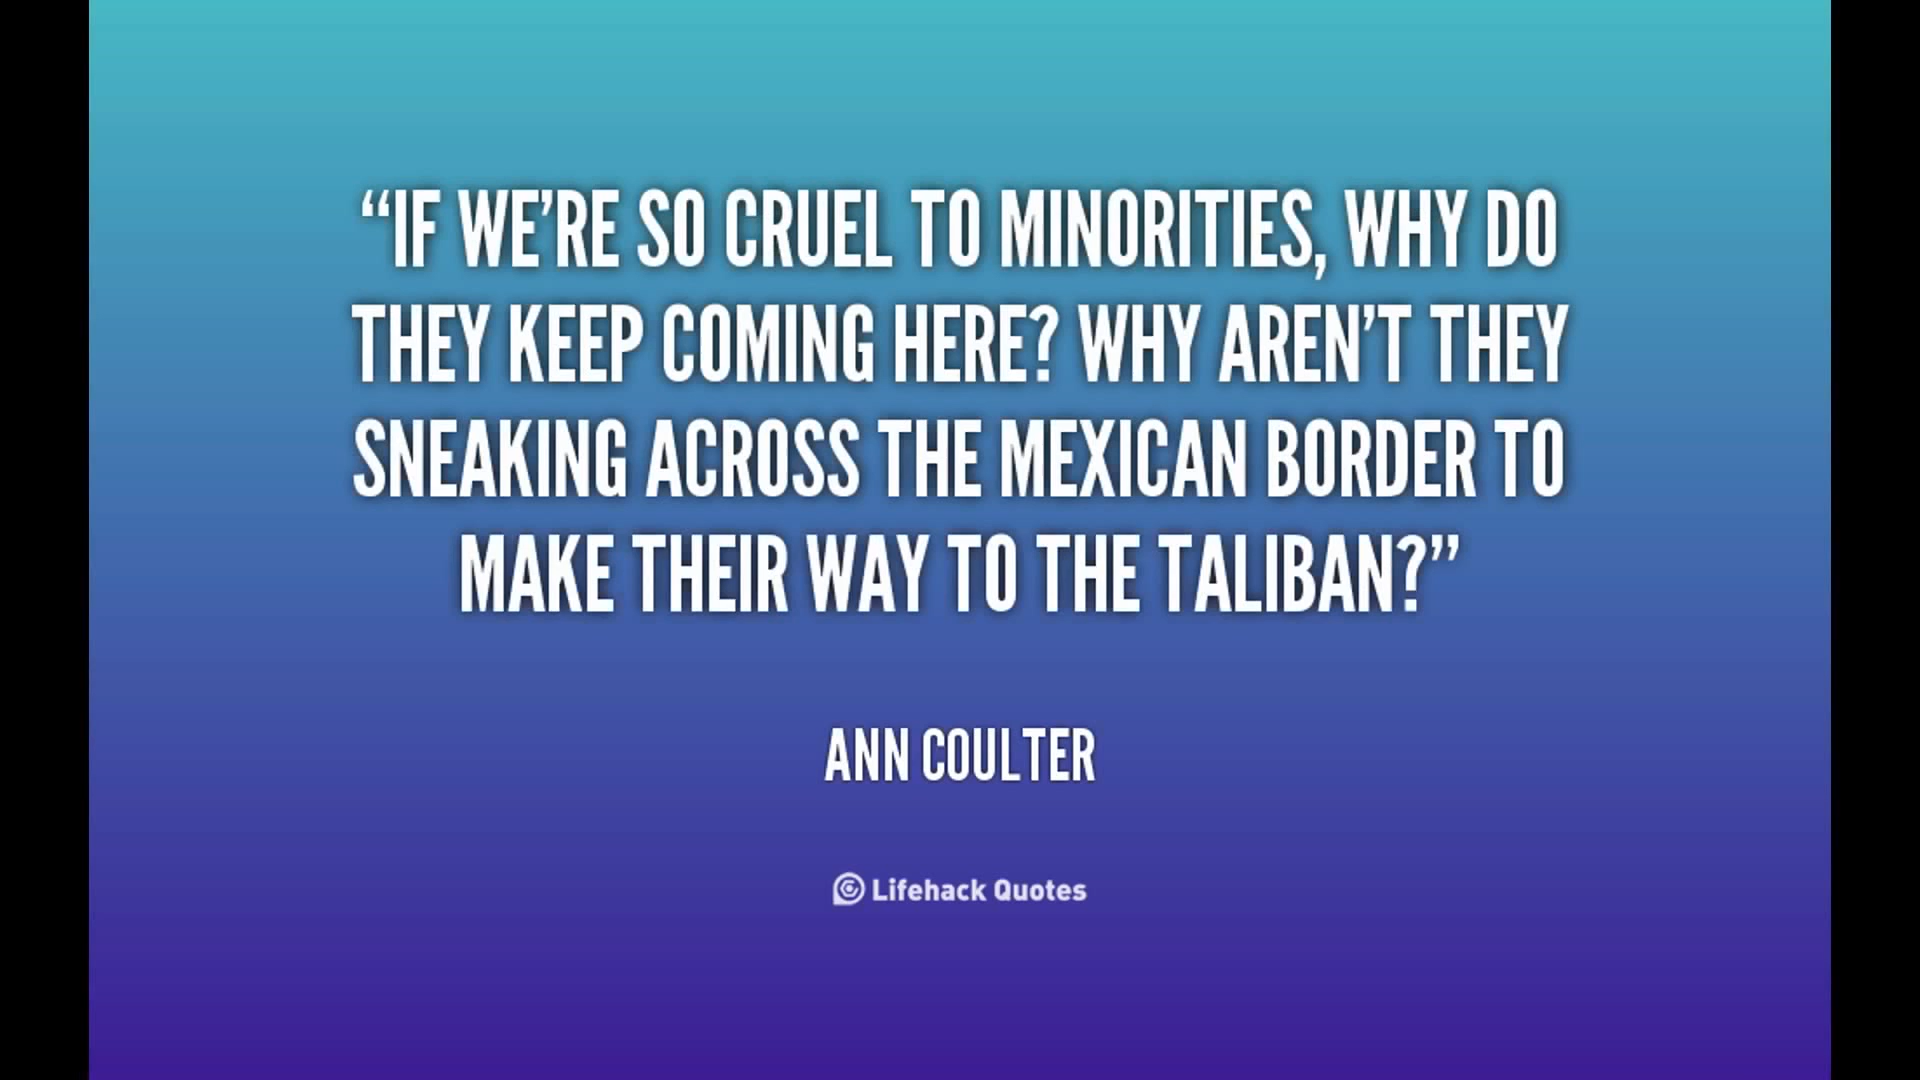 “IF WE’RE SO CRUEL TO MINORITIES, WHY DO
THEY KEEP COMING HERE? WHY AREN’T THEY
SNEAKING ACROSS THE MEXICAN BORDER TO
MAKE THEIR WAY TO THE TALIBAN?”
ANN COULTER
Lifehack Quotes